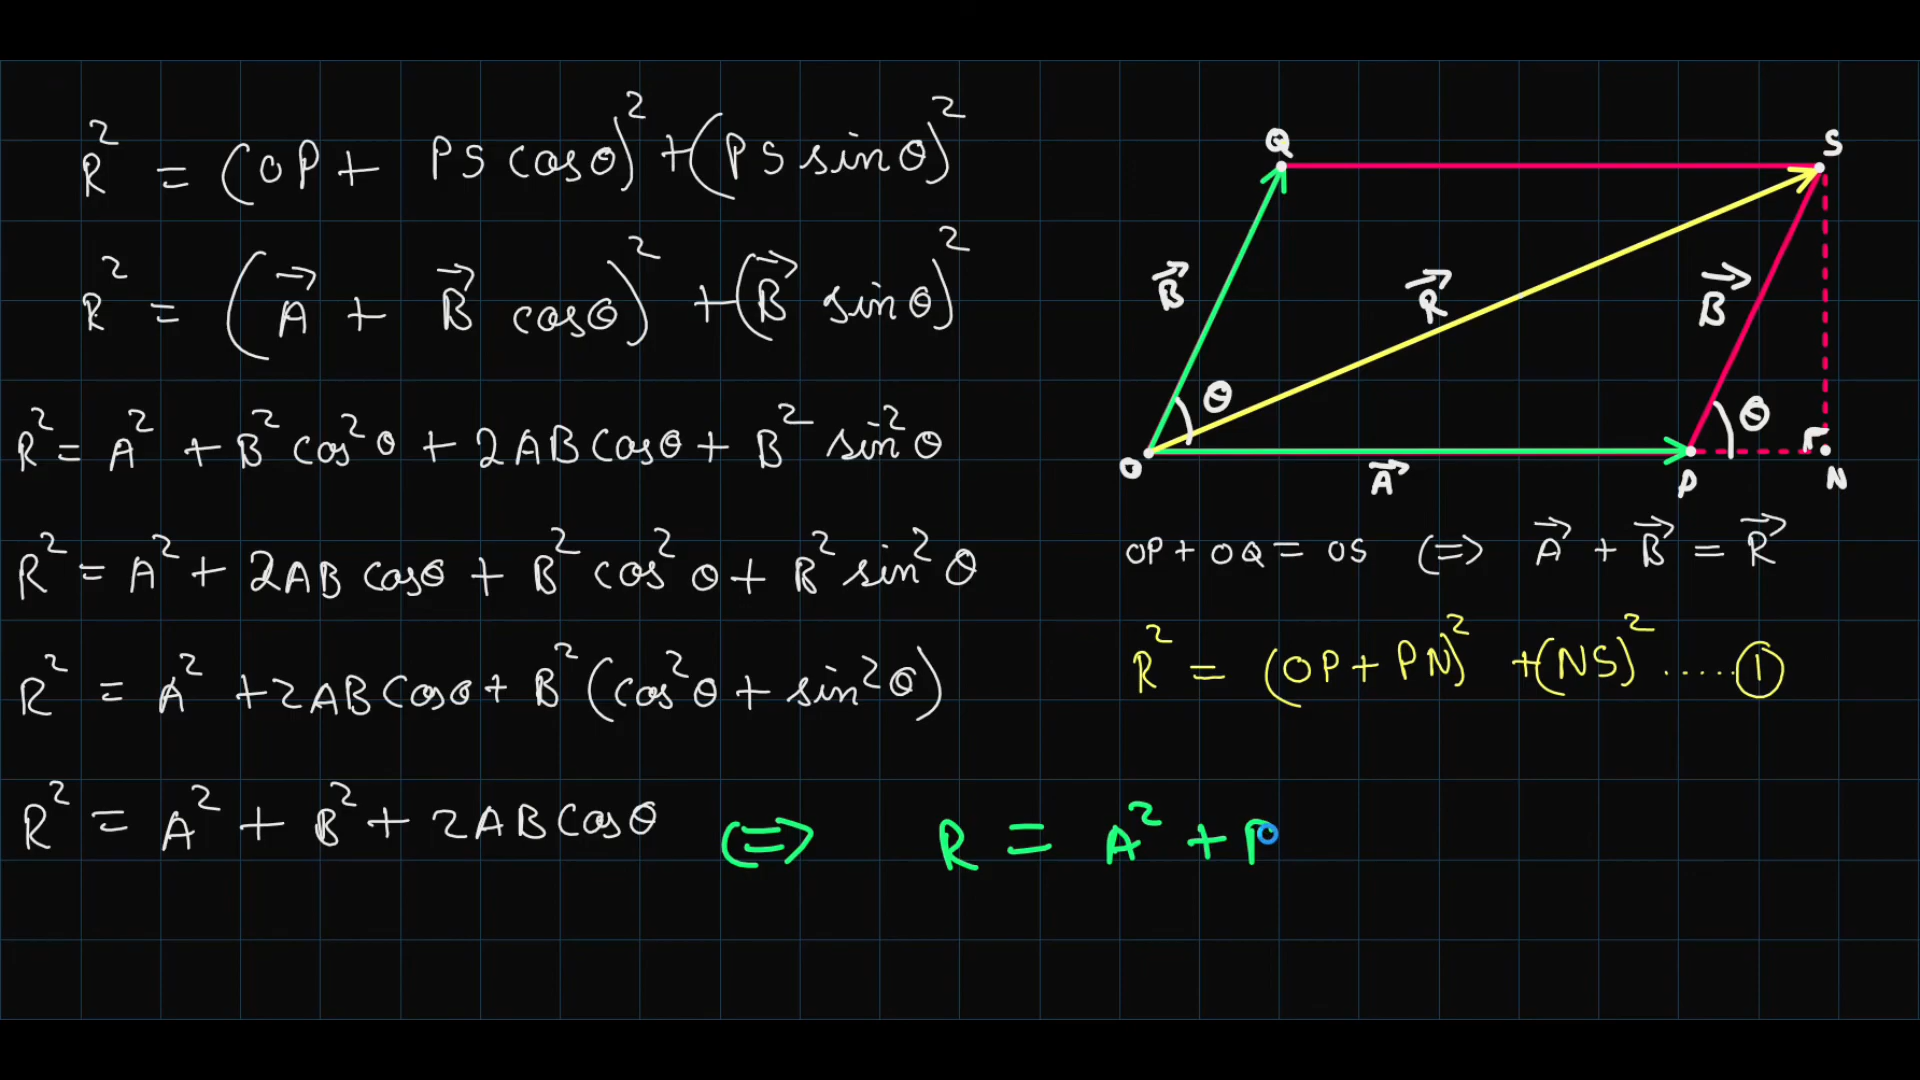 R² = (OP + PS cosθ)² + (PS sinθ)²
R² = (A⃗ + B⃗ cosθ)² + (B⃗ sinθ)²
R² = A² + B² cos²θ + 2AB cosθ + B² sin²θ
R² = A² + 2AB cosθ + B² cos²θ + B² sin²θ
R² = A² + 2AB cosθ + B² (cos²θ + sin²θ)
R² = A² + B² + 2AB cosθ <=> R = A² +
Q S
B⃗ R⃗ B⃗
θ θ
O A⃗ P N
OP + OQ = OS <=> A⃗ + B⃗ = R⃗
R² = (OP + PN)² + (NS)² ..... ①